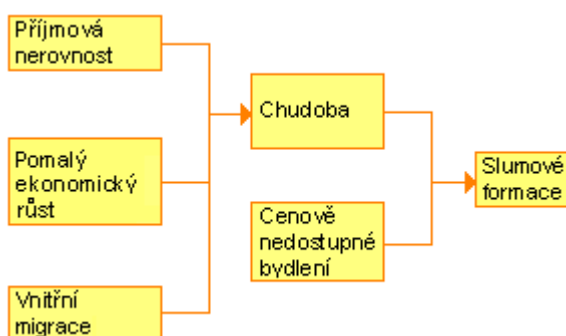 Příjmová
nerovnost
Pomalý
ekonomický
růst
Vnitřní
migrace
Chudoba
Cenově
nedostupné
bydlení
Slumové
formace